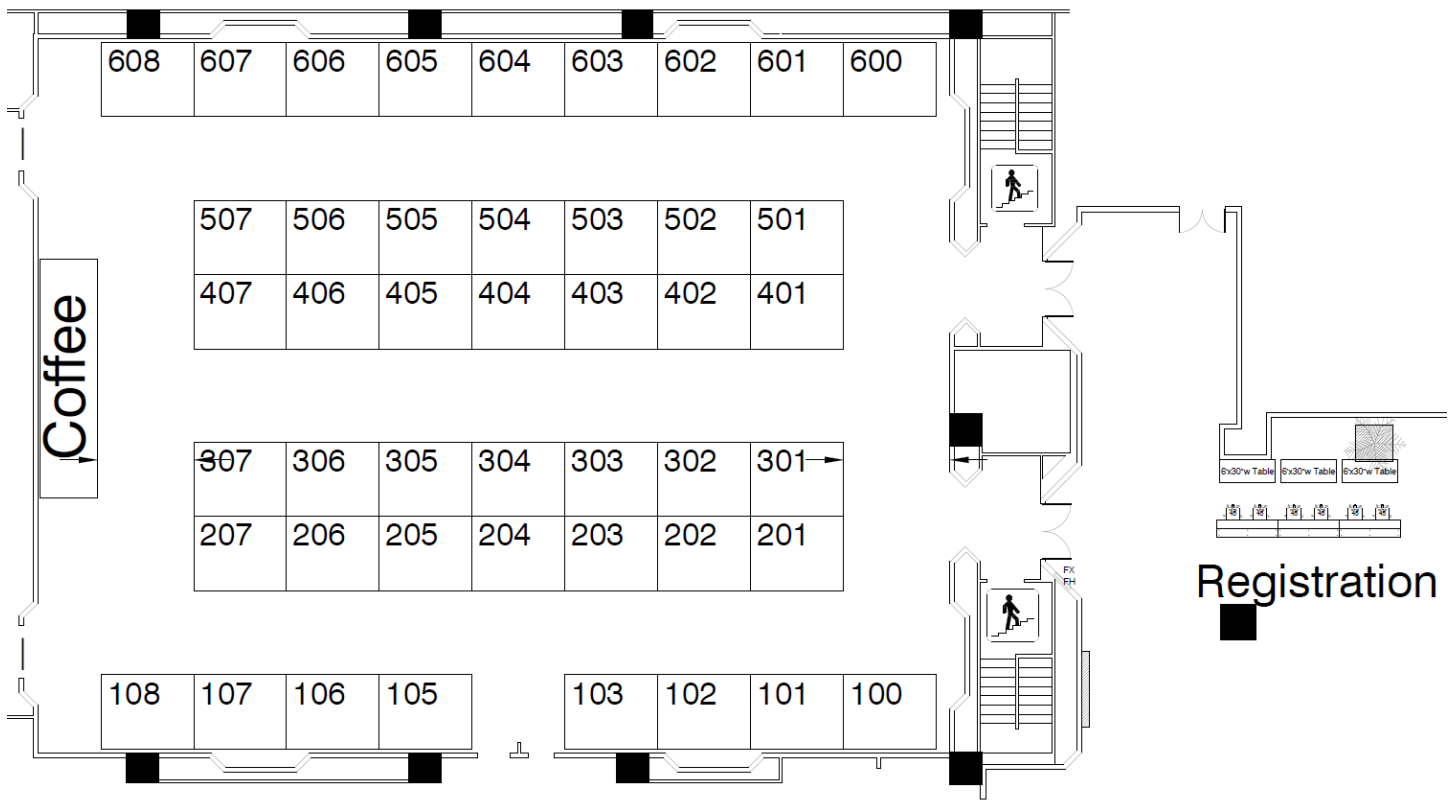 608 607 606 605 604 603 602 601 600
507 506 505 504 503 502 501
407 406 405 404 403 402 401
Coffee
307 306 305 304 303 302 301
207 206 205 204 203 202 201
108 107 106 105 103 102 101 100
6'x30"w Table 6'x30"w Table 6'x30"w Table
FX
FH
Registration